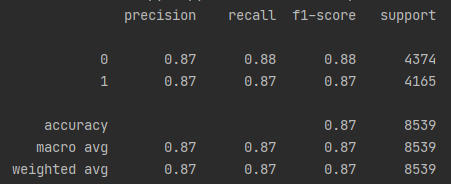 precision recall f1-score support
0 0.87 0.88 0.88 4374
1 0.87 0.87 0.87 4165
accuracy 0.87 8539
macro avg 0.87 0.87 0.87 8539
weighted avg 0.87 0.87 0.87 8539